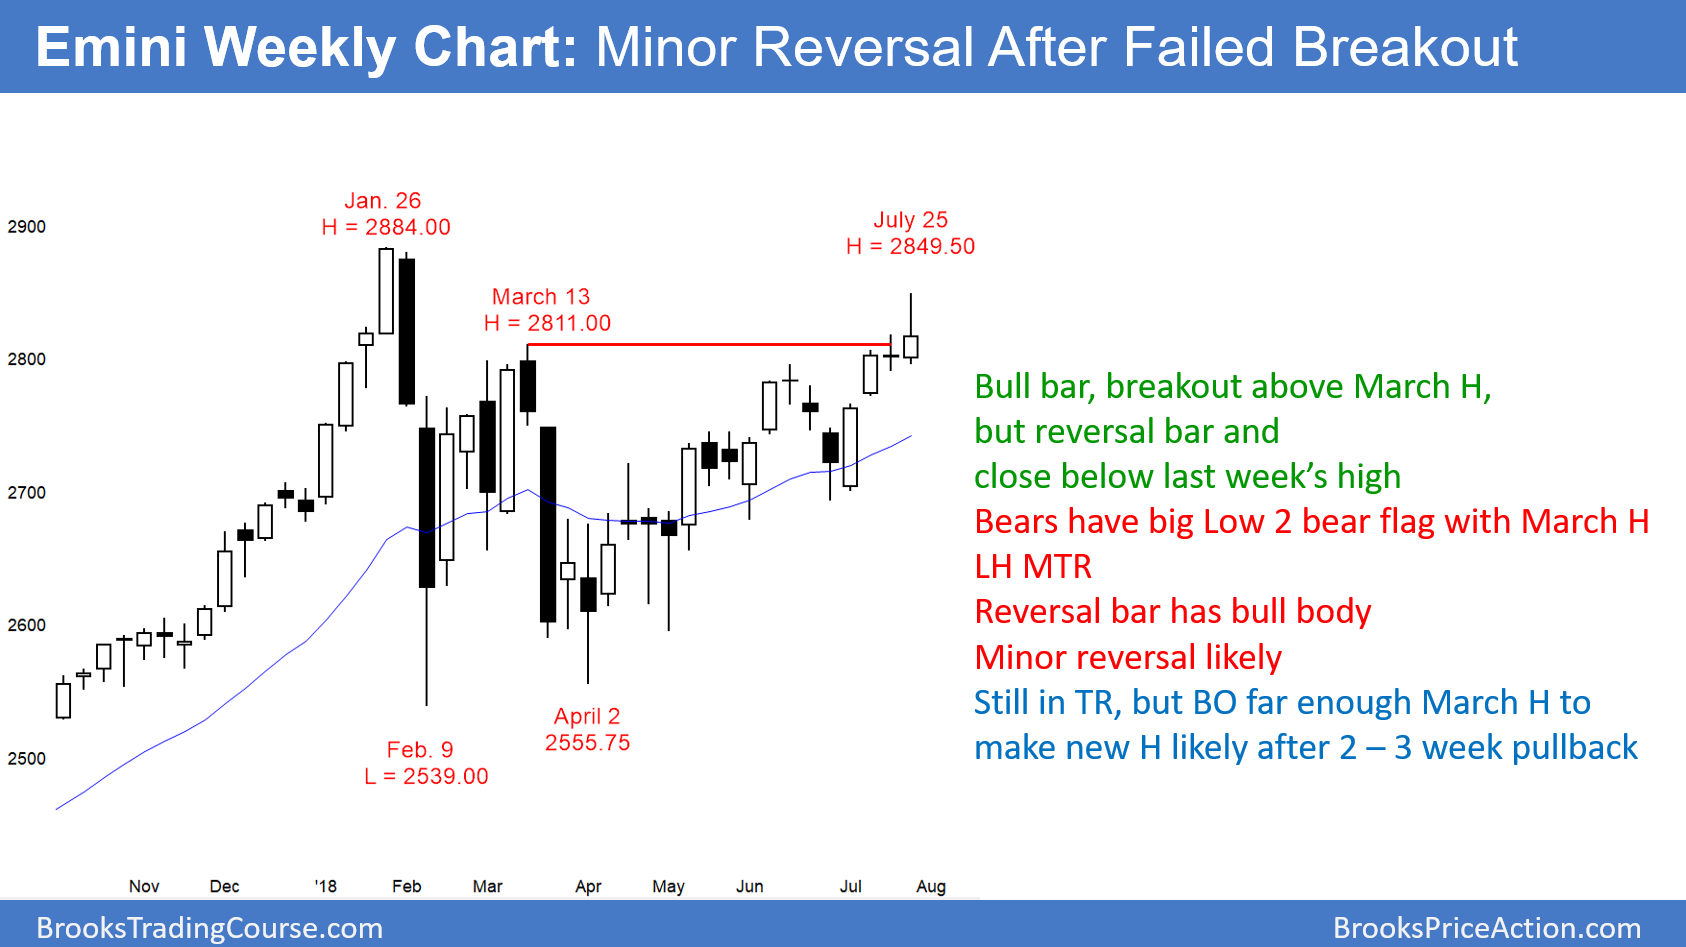 Emini Weekly Chart: Minor Reversal After Failed Breakout
Jan. 26
H = 2884.00
July 25
H = 2849.50
March 13
H = 2811.00
2900
2800
2700
2600
2500
Bull bar, breakout above March H,
but reversal bar and
close below last week’s high
Bears have big Low 2 bear flag with March H
LH MTR
Reversal bar has bull body
Minor reversal likely
Still in TR, but BO far enough March H to
make new H likely after 2 – 3 week pullback
April 2
2555.75
Feb. 9
L = 2539.00
Nov Dec '18 Feb Mar Apr May Jun Jul Aug
BrooksTradingCourse.com
BrooksPriceAction.com